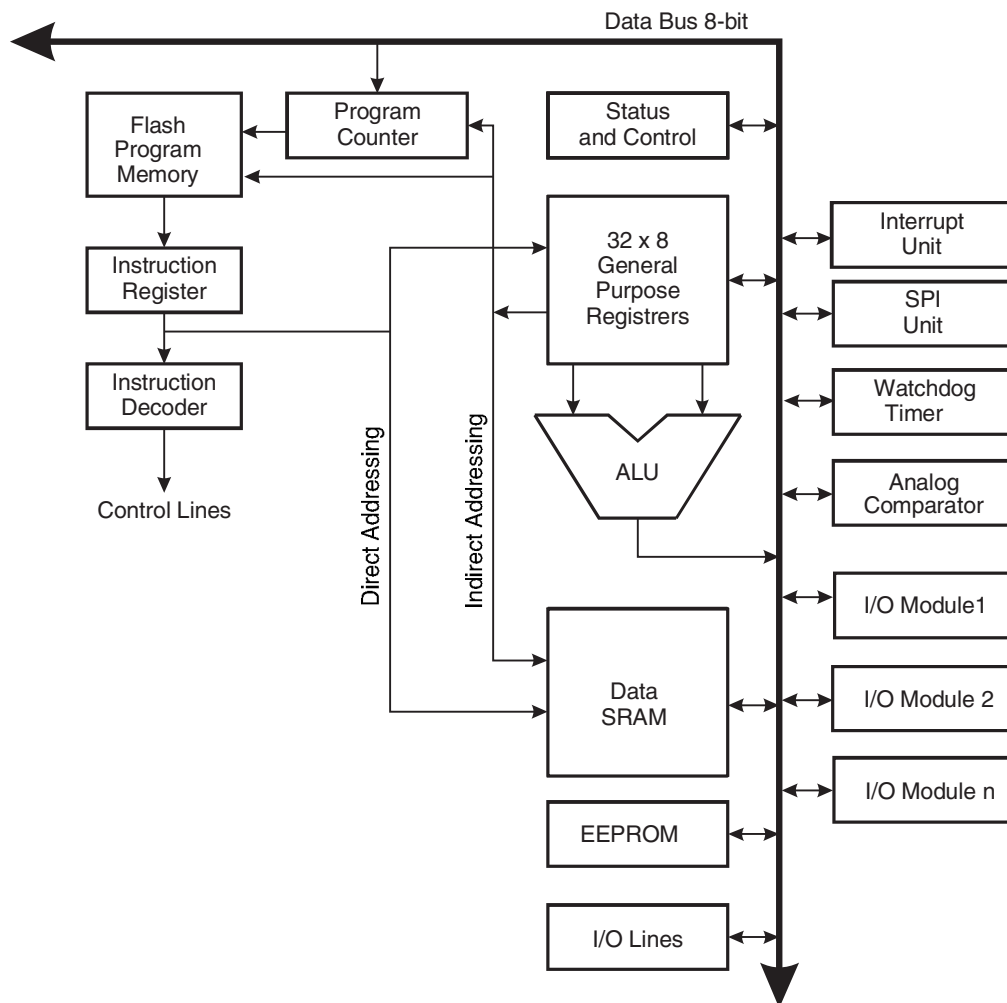 Data Bus 8-bit
Flash
Program
Memory
Program
Counter
Status
and Control
Instruction
Register
32 x 8
General
Purpose
Registrers
Interrupt
Unit
SPI
Unit
Instruction
Decoder
Watchdog
Timer
Control Lines
Direct Addressing
Indirect Addressing
ALU
Analog
Comparator
I/O Module1
Data
SRAM
I/O Module 2
I/O Module n
EEPROM
I/O Lines